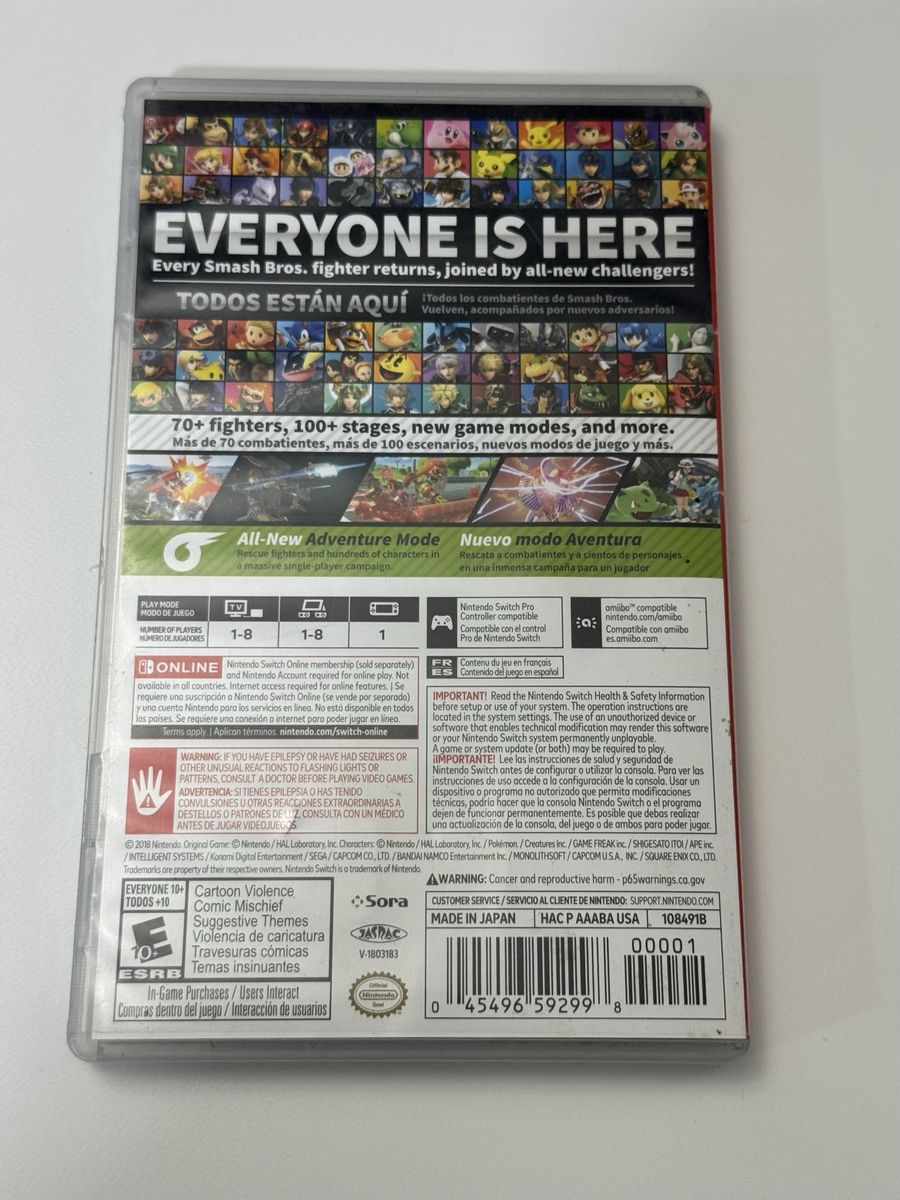 EVERYONE IS HERE
Every Smash Bros. fighter returns, joined by all-new challengers!
TODOS ESTÁN AQUÍ
¡Todos los combatientes de Smash Bros.
Vuelven, acompañados por nuevos adversarios!
70+ fighters, 100+ stages, new game modes, and more.
Más de 70 combatientes, más de 100 escenarios, nuevos modos de juego y más.
All-New Adventure Mode
Rescue fighters and hundreds of characters in
a massive single-player campaign.
Nuevo modo Aventura
Rescata a combatientes y a cientos de personajes
en una inmensa campaña para un jugador
PLAY MODE
MODO DE JUEGO
TV
NUMBER OF PLAYERS
NÚMERO DE JUGADORES
1-8
1-8
1
Nintendo Switch Pro
Controller compatible
Compatible con el control
Pro de Nintendo Switch
amiibo™ compatible
nintendo.com/amiibo
Compatible con amiibo
es.amiibo.com
ONLINE
Nintendo Switch Online membership (sold separately)
and Nintendo Account required for online play. Not
available in all countries. Internet access required for online features. | Se
requiere una suscripción a Nintendo Switch Online (se vende por separado)
y una cuenta Nintendo para los servicios en línea. No está disponible en todo
los países. Se requiere una conexión a internet para poder jugar en línea.
Terms apply. | Aplican términos. nintendo.com/switch-online
FR
ES
Contenu du jeu en français
Contenido del juego en español
WARNING: IF YOU HAVE EPILEPSY OR HAVE HAD SEIZURES OR
OTHER UNUSUAL REACTIONS TO FLASHING LIGHTS OR
PATTERNS, CONSULT A DOCTOR BEFORE PLAYING VIDEO GAMES.
ADVERTENCIA: SI TIENES EPILEPSIA O HAS TENIDO
CONVULSIONES U OTRAS REACCIONES EXTRAORDINARIAS A
DESTELLOS O PATRONES DE LUZ, CONSULTA CON UN MÉDICO
ANTES DE JUGAR VIDEOJUEGOS
IMPORTANT! Read the Nintendo Switch Health & Safety Information
before setup or use of your system. The operation instructions are
located in the system settings. The use of an unauthorized device or
software that enables technical modification may render this software
or your Nintendo Switch system permanently unplayable.
A game or system update (or both) may be required to play.
¡IMPORTANTE! Lee las instrucciones de salud y seguridad de
Nintendo Switch antes de configurar o utilizar la consola. Para ver las
instrucciones de uso accede a la configuración de la consola. Usar un
dispositivo o programa no autorizado que permita modificaciones
técnicas, podría hacer que la consola Nintendo Switch o el programa
dejen de funcionar permanentemente. Es posible que debas realizar
una actualización de la consola, del juego o de ambos para poder jugar.
© 2018 Nintendo. Original Game: © Nintendo / HAL Laboratory, Inc. Characters: © Nintendo / HAL Laboratory, Inc. / Pokémon. / Creatures Inc. / GAME FREAK inc. / SHIGESATO ITOI / APE inc.
/ INTELLIGENT SYSTEMS / Konami Digital Entertainment / SEGA / CAPCOM CO., LTD. / BANDAI NAMCO Entertainment Inc. / MONOLITHSOFT / CAPCOM U.S.A., INC. / SQUARE ENIX CO., LTD.
Trademarks are property of their respective owners. Nintendo Switch is a trademark of Nintendo.
WARNING: Cancer and reproductive harm - p65warnings.ca.gov
EVERYONE 10+
TODOS +10
E
10+
ESRB
Cartoon Violence
Comic Mischief
Suggestive Themes
Violencia de caricatura
Travesuras cómicas
Temas insinuantes
In-Game Purchases / Users Interact
Compras dentro del juego / Interacción de usuarios
Sora
JASRAC
V-1803183
Official
Nintendo
Seal
CUSTOMER SERVICE / SERVICIO AL CLIENTE DE NINTENDO: SUPPORT.NINTENDO.COM
MADE IN JAPAN
HAC P AAABA USA
108491B
00001
0 45496 59299 8